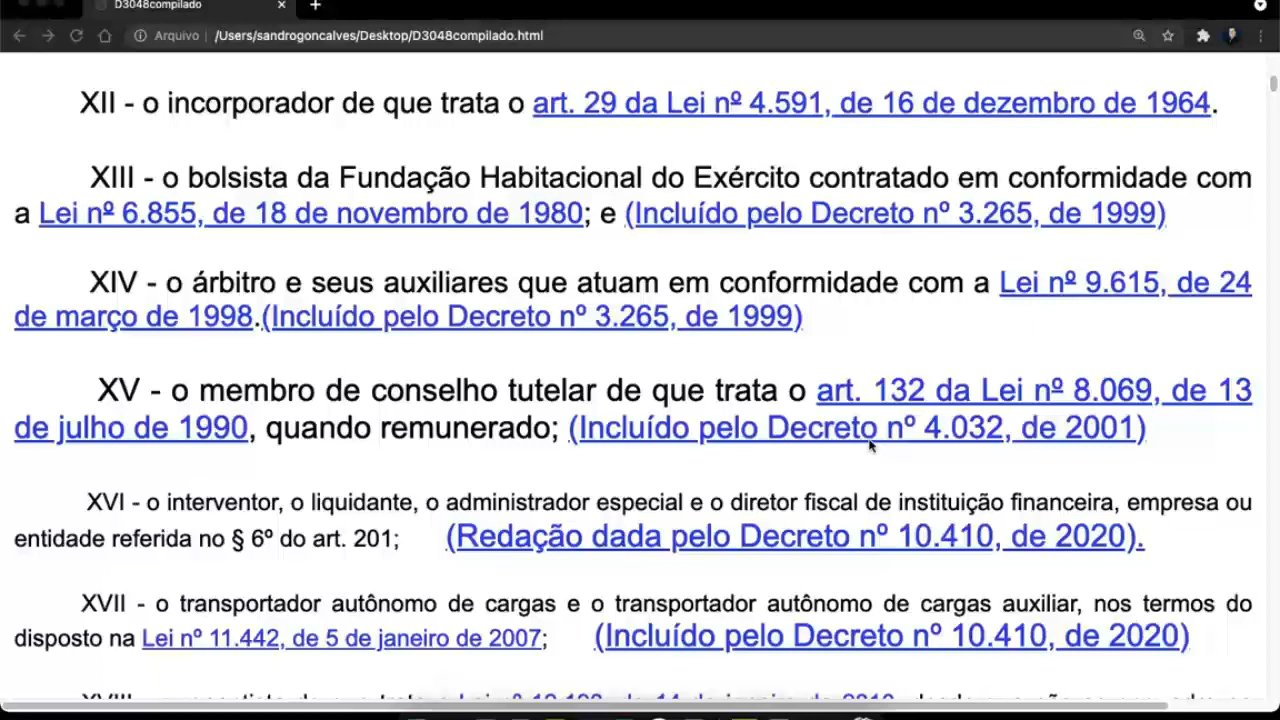 D3048compilado
Arquivo | /Users/sandrogoncalves/Desktop/D3048compilado.html
XII - o incorporador de que trata o art. 29 da Lei nº 4.591, de 16 de dezembro de 1964.
XIII - o bolsista da Fundação Habitacional do Exército contratado em conformidade com
a Lei nº 6.855, de 18 de novembro de 1980; e (Incluído pelo Decreto nº 3.265, de 1999)
XIV - o árbitro e seus auxiliares que atuam em conformidade com a Lei nº 9.615, de 24
de março de 1998.(Incluído pelo Decreto nº 3.265, de 1999)
XV - o membro de conselho tutelar de que trata o art. 132 da Lei nº 8.069, de 13
de julho de 1990, quando remunerado; (Incluído pelo Decreto nº 4.032, de 2001)
XVI - o interventor, o liquidante, o administrador especial e o diretor fiscal de instituição financeira, empresa ou
entidade referida no § 6º do art. 201; (Redação dada pelo Decreto nº 10.410, de 2020).
XVII - o transportador autônomo de cargas e o transportador autônomo de cargas auxiliar, nos termos do
disposto na Lei nº 11.442, de 5 de janeiro de 2007; (Incluído pelo Decreto nº 10.410, de 2020)